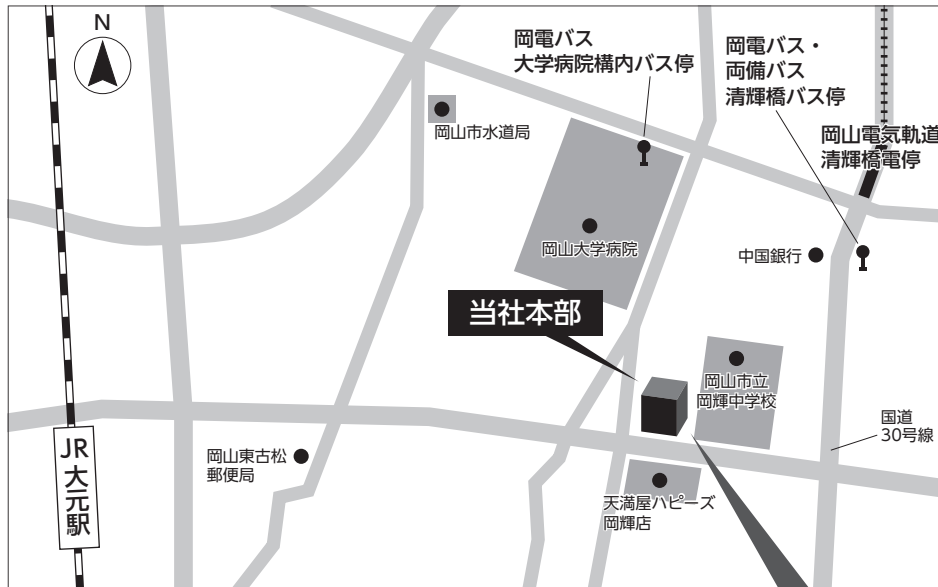 N
岡電バス
大学病院構内バス停
岡電バス・
両備バス
清輝橋バス停
岡山電気軌道
清輝橋電停
岡山市水道局
岡山大学病院
中国銀行
当社本部
岡山市立
岡輝中学校
国道
30号線
岡山東古松
郵便局
JR
大元駅
天満屋ハピーズ
岡輝店